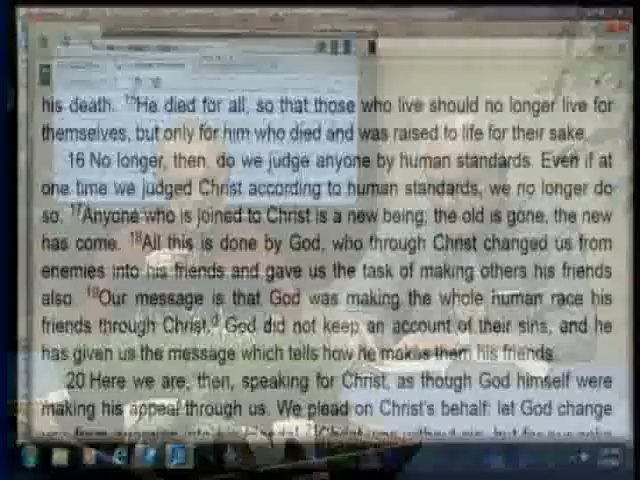 his death. 15He died for all, so that those who live should no longer live for
themselves, but only for him who died and was raised to life for their sake.
16 No longer, then, do we judge anyone by human standards. Even if at
one time we judged Christ according to human standards, we no longer do
so. 17Anyone who is joined to Christ is a new being; the old is gone, the new
has come. 18All this is done by God, who through Christ changed us from
enemies into his friends and gave us the task of making others his friends
also. 19Our message is that God was making the whole human race his
friends through Christ.d God did not keep an account of their sins, and he
has given us the message which tells how he makes them his friends.
20 Here we are, then, speaking for Christ, as though God himself were
making his appeal through us. We plead on Christ's behalf: let God change